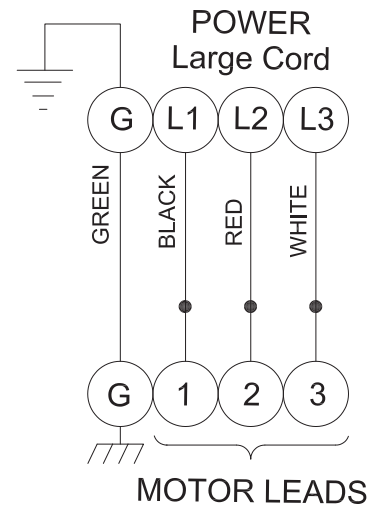 POWER
Large Cord
G L1 L2 L3
GREEN BLACK RED WHITE
G 1 2 3
MOTOR LEADS